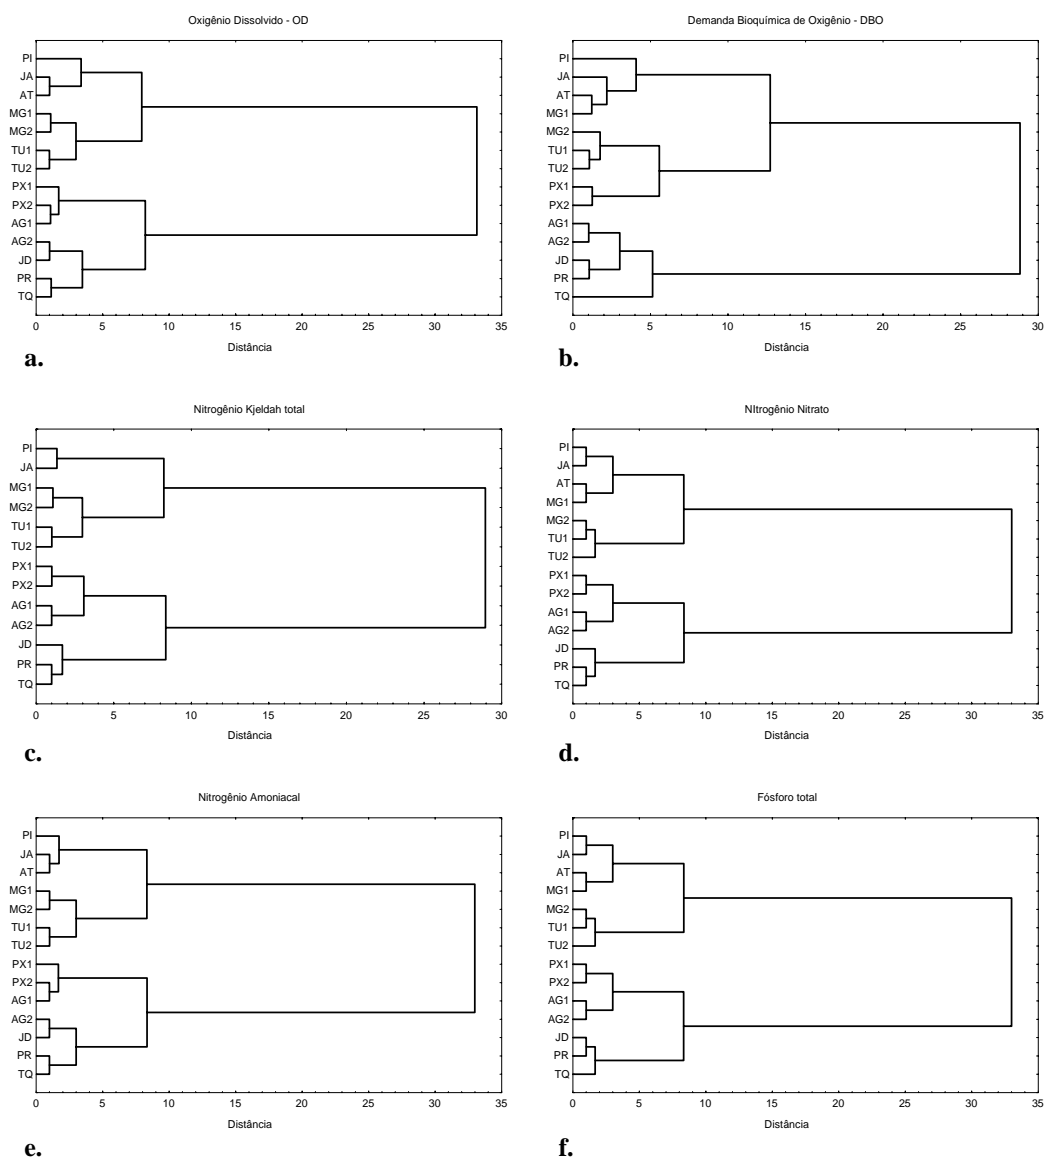 Oxigênio Dissolvido - OD
PI
JA
AT
MG1
MG2
TU1
TU2
PX1
PX2
AG1
AG2
JD
PR
TQ
0 5 10 15 20 25 30 35
Distância
a.
Demanda Bioquímica de Oxigênio - DBO
PI
JA
AT
MG1
MG2
TU1
TU2
PX1
PX2
AG1
AG2
JD
PR
TQ
0 5 10 15 20 25 30
Distância
b.
Nitrogênio Kjeldah total
PI
JA
MG1
MG2
TU1
TU2
PX1
PX2
AG1
AG2
JD
PR
TQ
0 5 10 15 20 25 30
Distância
c.
NItrogênio Nitrato
PI
JA
AT
MG1
MG2
TU1
TU2
PX1
PX2
AG1
AG2
JD
PR
TQ
0 5 10 15 20 25 30 35
Distância
d.
Nitrogênio Amoniacal
PI
JA
AT
MG1
MG2
TU1
TU2
PX1
PX2
AG1
AG2
JD
PR
TQ
0 5 10 15 20 25 30 35
Distância
e.
Fósforo total
PI
JA
AT
MG1
MG2
TU1
TU2
PX1
PX2
AG1
AG2
JD
PR
TQ
0 5 10 15 20 25 30 35
Distância
f.